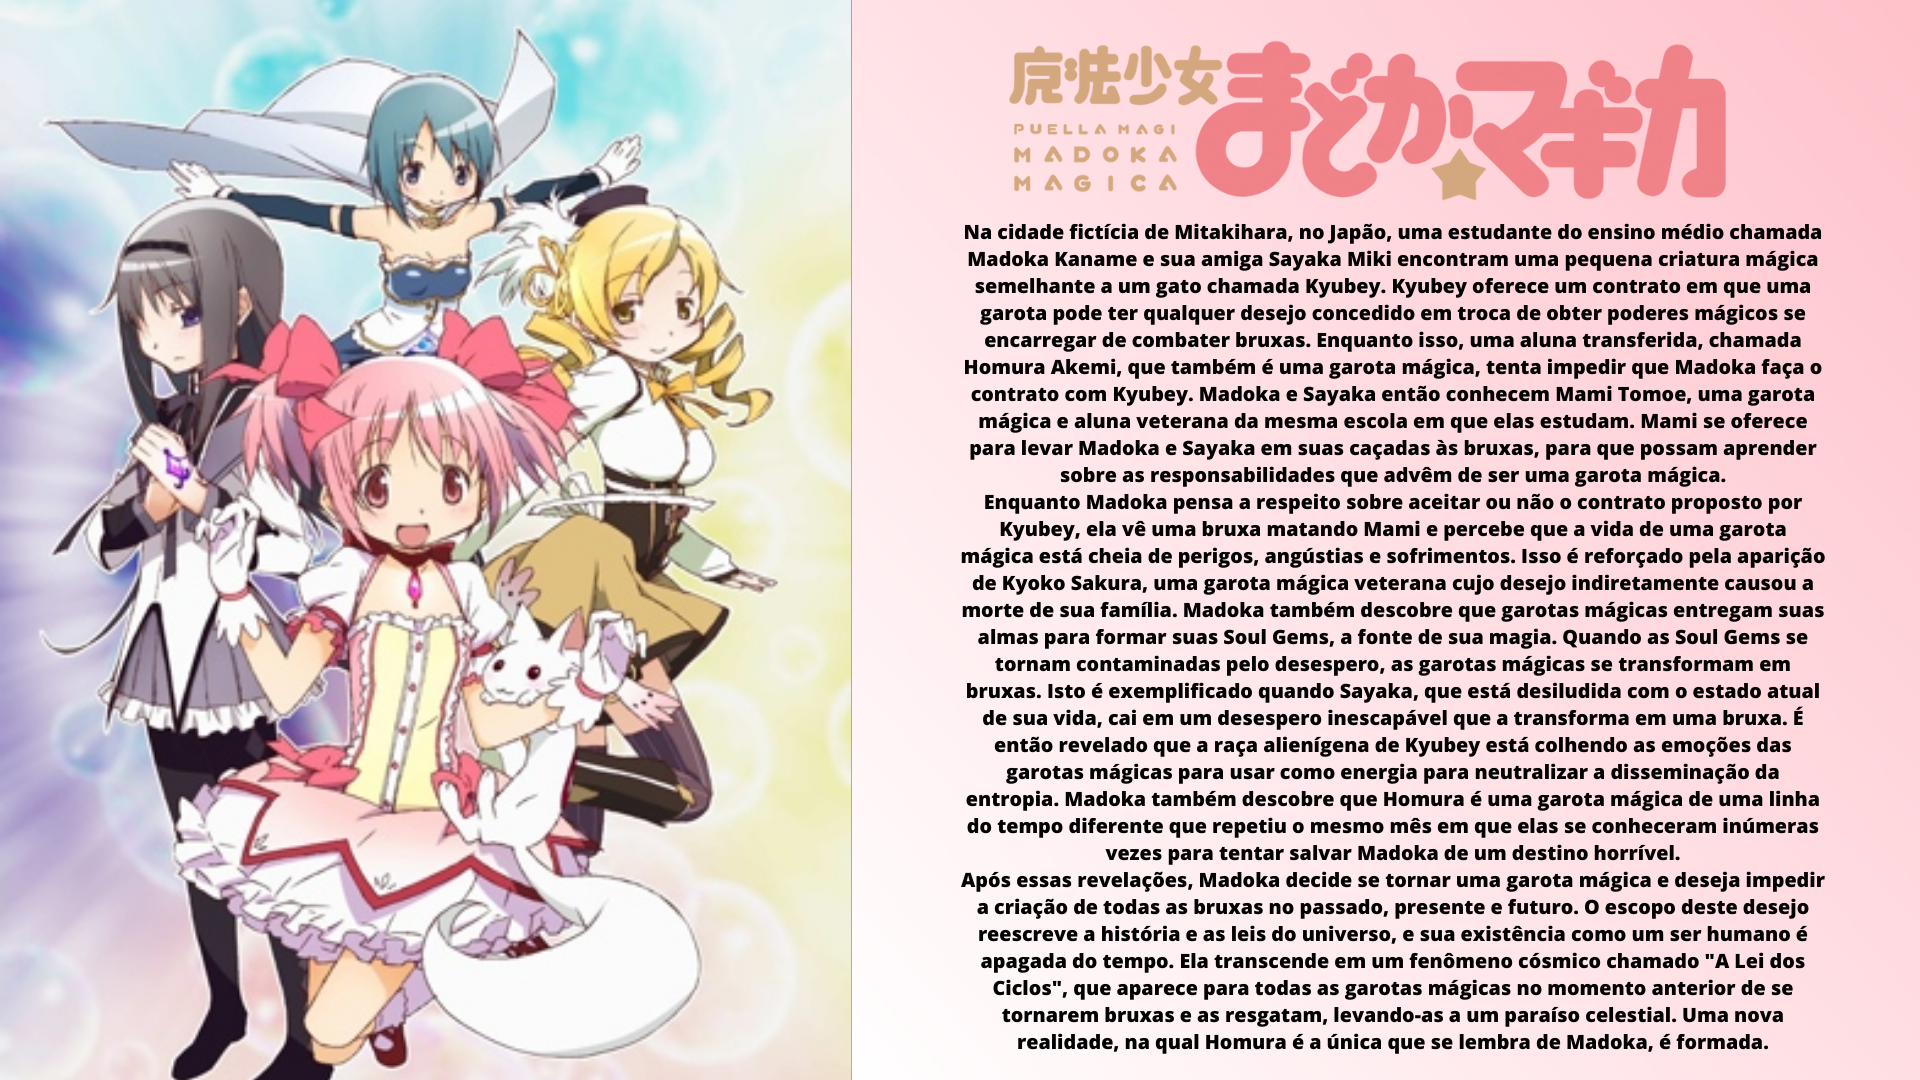 魔法少女
まどか★マギカ
PUELLA MAGI
MADOKA
MAGICA
Na cidade fictícia de Mitakihara, no Japão, uma estudante do ensino médio chamada
Madoka Kaname e sua amiga Sayaka Miki encontram uma pequena criatura mágica
semelhante a um gato chamada Kyubey. Kyubey oferece um contrato em que uma
garota pode ter qualquer desejo concedido em troca de obter poderes mágicos se
encarregar de combater bruxas. Enquanto isso, uma aluna transferida, chamada
Homura Akemi, que também é uma garota mágica, tenta impedir que Madoka faça o
contrato com Kyubey. Madoka e Sayaka então conhecem Mami Tomoe, uma garota
mágica e aluna veterana da mesma escola em que elas estudam. Mami se oferece
para levar Madoka e Sayaka em suas caçadas às bruxas, para que possam aprender
sobre as responsabilidades que advêm de ser uma garota mágica.
Enquanto Madoka pensa a respeito sobre aceitar ou não o contrato proposto por
Kyubey, ela vê uma bruxa matando Mami e percebe que a vida de uma garota
mágica está cheia de perigos, angústias e sofrimentos. Isso é reforçado pela aparição
de Kyoko Sakura, uma garota mágica veterana cujo desejo indiretamente causou a
morte de sua família. Madoka também descobre que garotas mágicas entregam suas
almas para formar suas Soul Gems, a fonte de sua magia. Quando as Soul Gems se
tornam contaminadas pelo desespero, as garotas mágicas se transformam em
bruxas. Isto é exemplificado quando Sayaka, que está desiludida com o estado atual
de sua vida, cai em um desespero inescapável que a transforma em uma bruxa. É
então revelado que a raça alienígena de Kyubey está colhendo as emoções das
garotas mágicas para usar como energia para neutralizar a disseminação da
entropia. Madoka também descobre que Homura é uma garota mágica de uma linha
do tempo diferente que repetiu o mesmo mês em que elas se conheceram inúmeras
vezes para tentar salvar Madoka de um destino horrível.
Após essas revelações, Madoka decide se tornar uma garota mágica e deseja impedir
a criação de todas as bruxas no passado, presente e futuro. O escopo deste desejo
reescreve a história e as leis do universo, e sua existência como um ser humano é
apagada do tempo. Ela transcende em um fenômeno cósmico chamado "A Lei dos
Ciclos", que aparece para todas as garotas mágicas no momento anterior de se
tornarem bruxas e as resgatam, levando-as a um paraíso celestial. Uma nova
realidade, na qual Homura é a única que se lembra de Madoka, é formada.